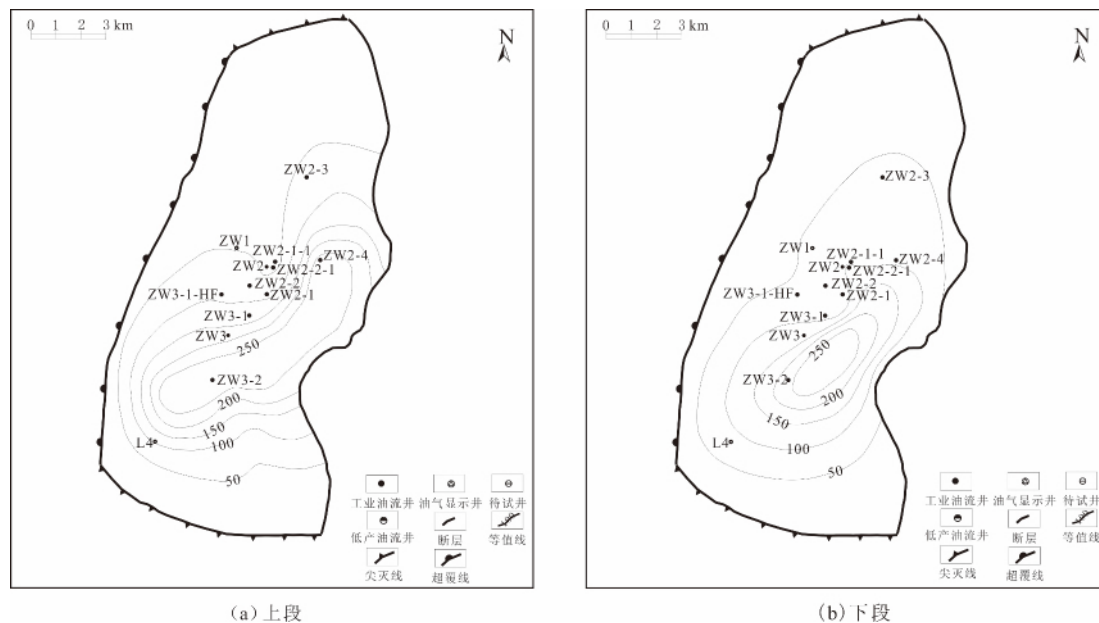 0 1 2 3 km
N
ZW2-3
ZW1
ZW2-1-1
ZW2
ZW2-2-1
ZW2-4
ZW2-2
ZW3-1-HF
ZW2-1
ZW3-1
ZW3
250
ZW3-2
200
150
L4
100
50
工业油流井 油气显示井 待试井
低产油流井 断层 等值线
尖灭线 超覆线
(a)上段
0 1 2 3 km
N
ZW2-3
ZW1
ZW2-1-1
ZW2
ZW2-2-1
ZW2-4
ZW2-2
ZW3-1-HF
ZW2-1
ZW3-1
ZW3
250
ZW3-2
200
150
L4
100
50
工业油流井 油气显示井 待试井
低产油流井 断层 等值线
尖灭线 超覆线
(b)下段